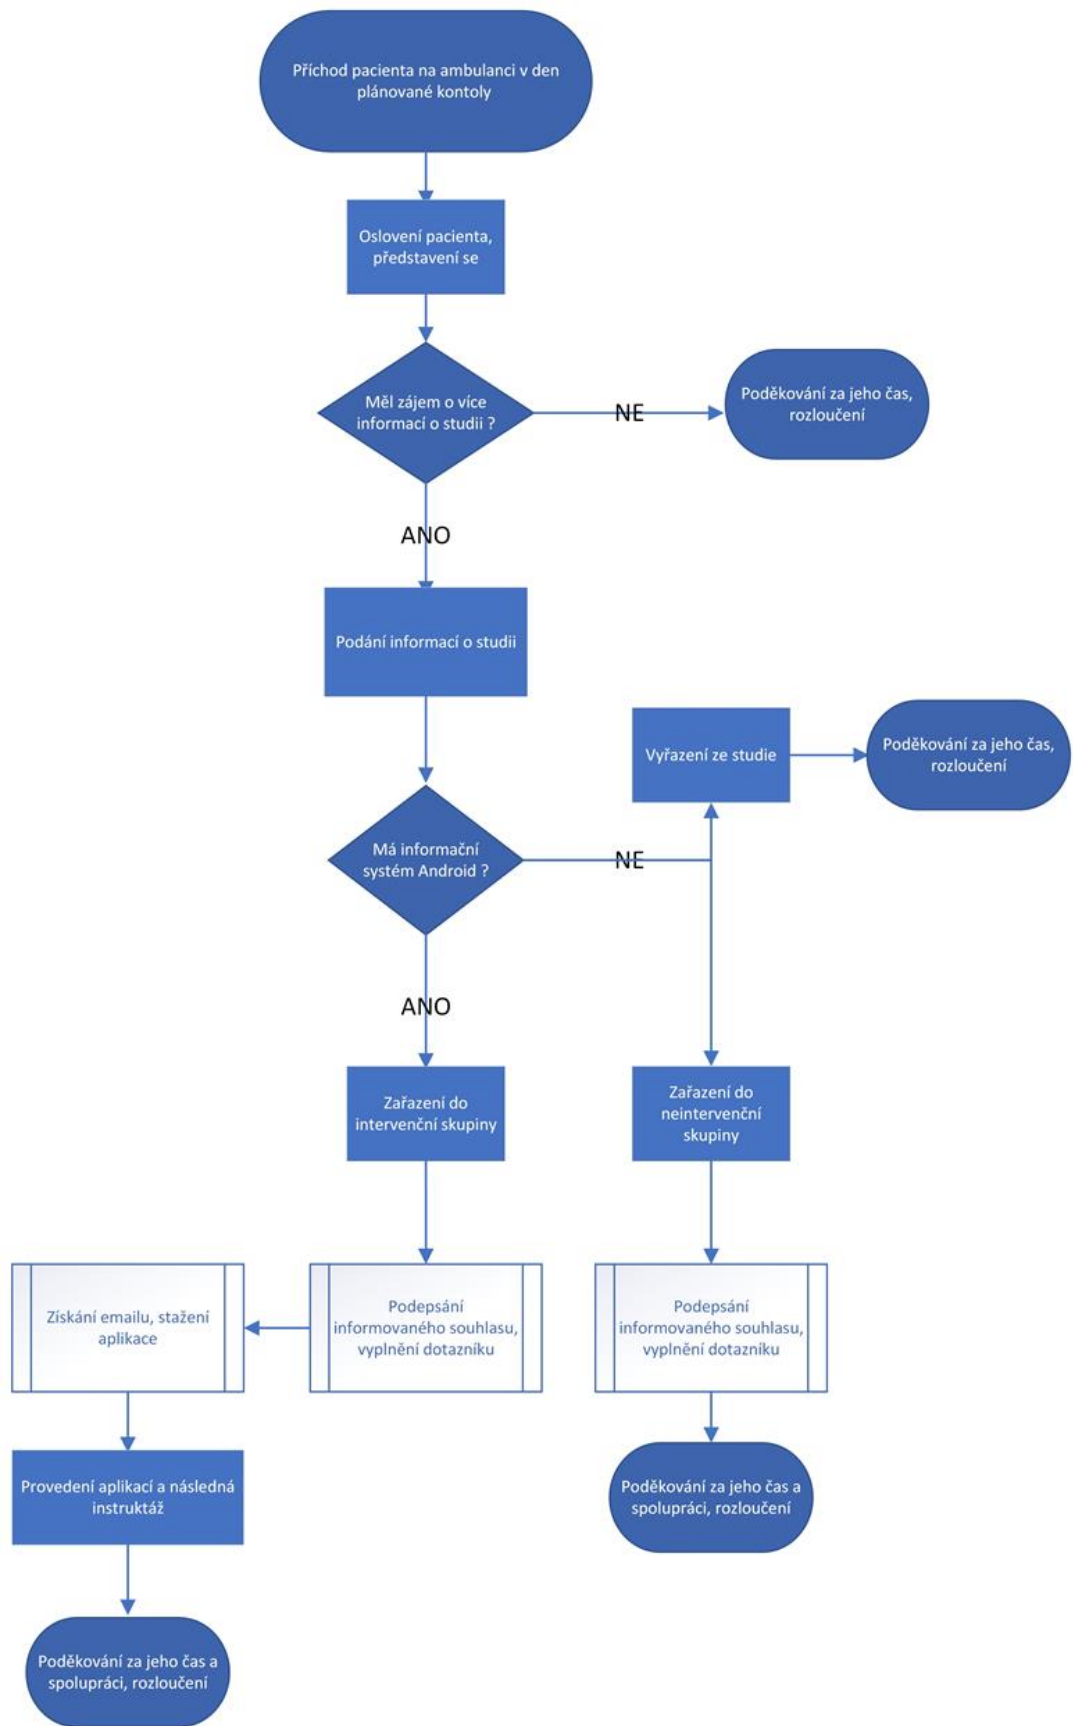 Příchod pacienta na ambulanci v den
plánované kontoly
Oslovení pacienta,
představení se
Měl zájem o více
informací o studii ?
NE
Poděkování za jeho čas,
rozloučení
ANO
Podání informací o studii
Vyřazení ze studie
Poděkování za jeho čas,
rozloučení
Má informační
systém Android ?
NE
ANO
Zařazení do
intervenční skupiny
Zařazení do
neintervenční
skupiny
Získání emailu, stažení
aplikace
Podepsání
informovaného souhlasu,
vyplnění dotazníku
Podepsání
informovaného souhlasu,
vyplnění dotazníku
Provedení aplikací a následná
instruktáž
Poděkování za jeho čas a
spolupráci, rozloučení
Poděkování za jeho čas a
spolupráci, rozloučení